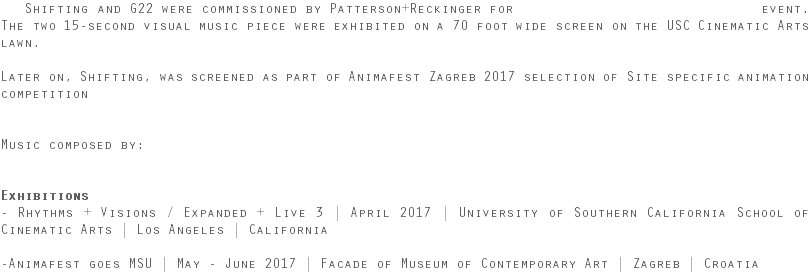 Shifting and G22 were commissioned by Patterson+Reckinger for event.
The two 15-second visual music piece were exhibited on a 70 foot wide screen on the USC Cinematic Arts
lawn.
Later on, Shifting, was screened as part of Animafest Zagreb 2017 selection of Site specific animation
competition
Music composed by:
Exhibitions
- Rhythms + Visions / Expanded + Live 3 | April 2017 | University of Southern California School of
Cinematic Arts | Los Angeles | California
-Animafest goes MSU | May - June 2017 | Facade of Museum of Contemporary Art | Zagreb | Croatia